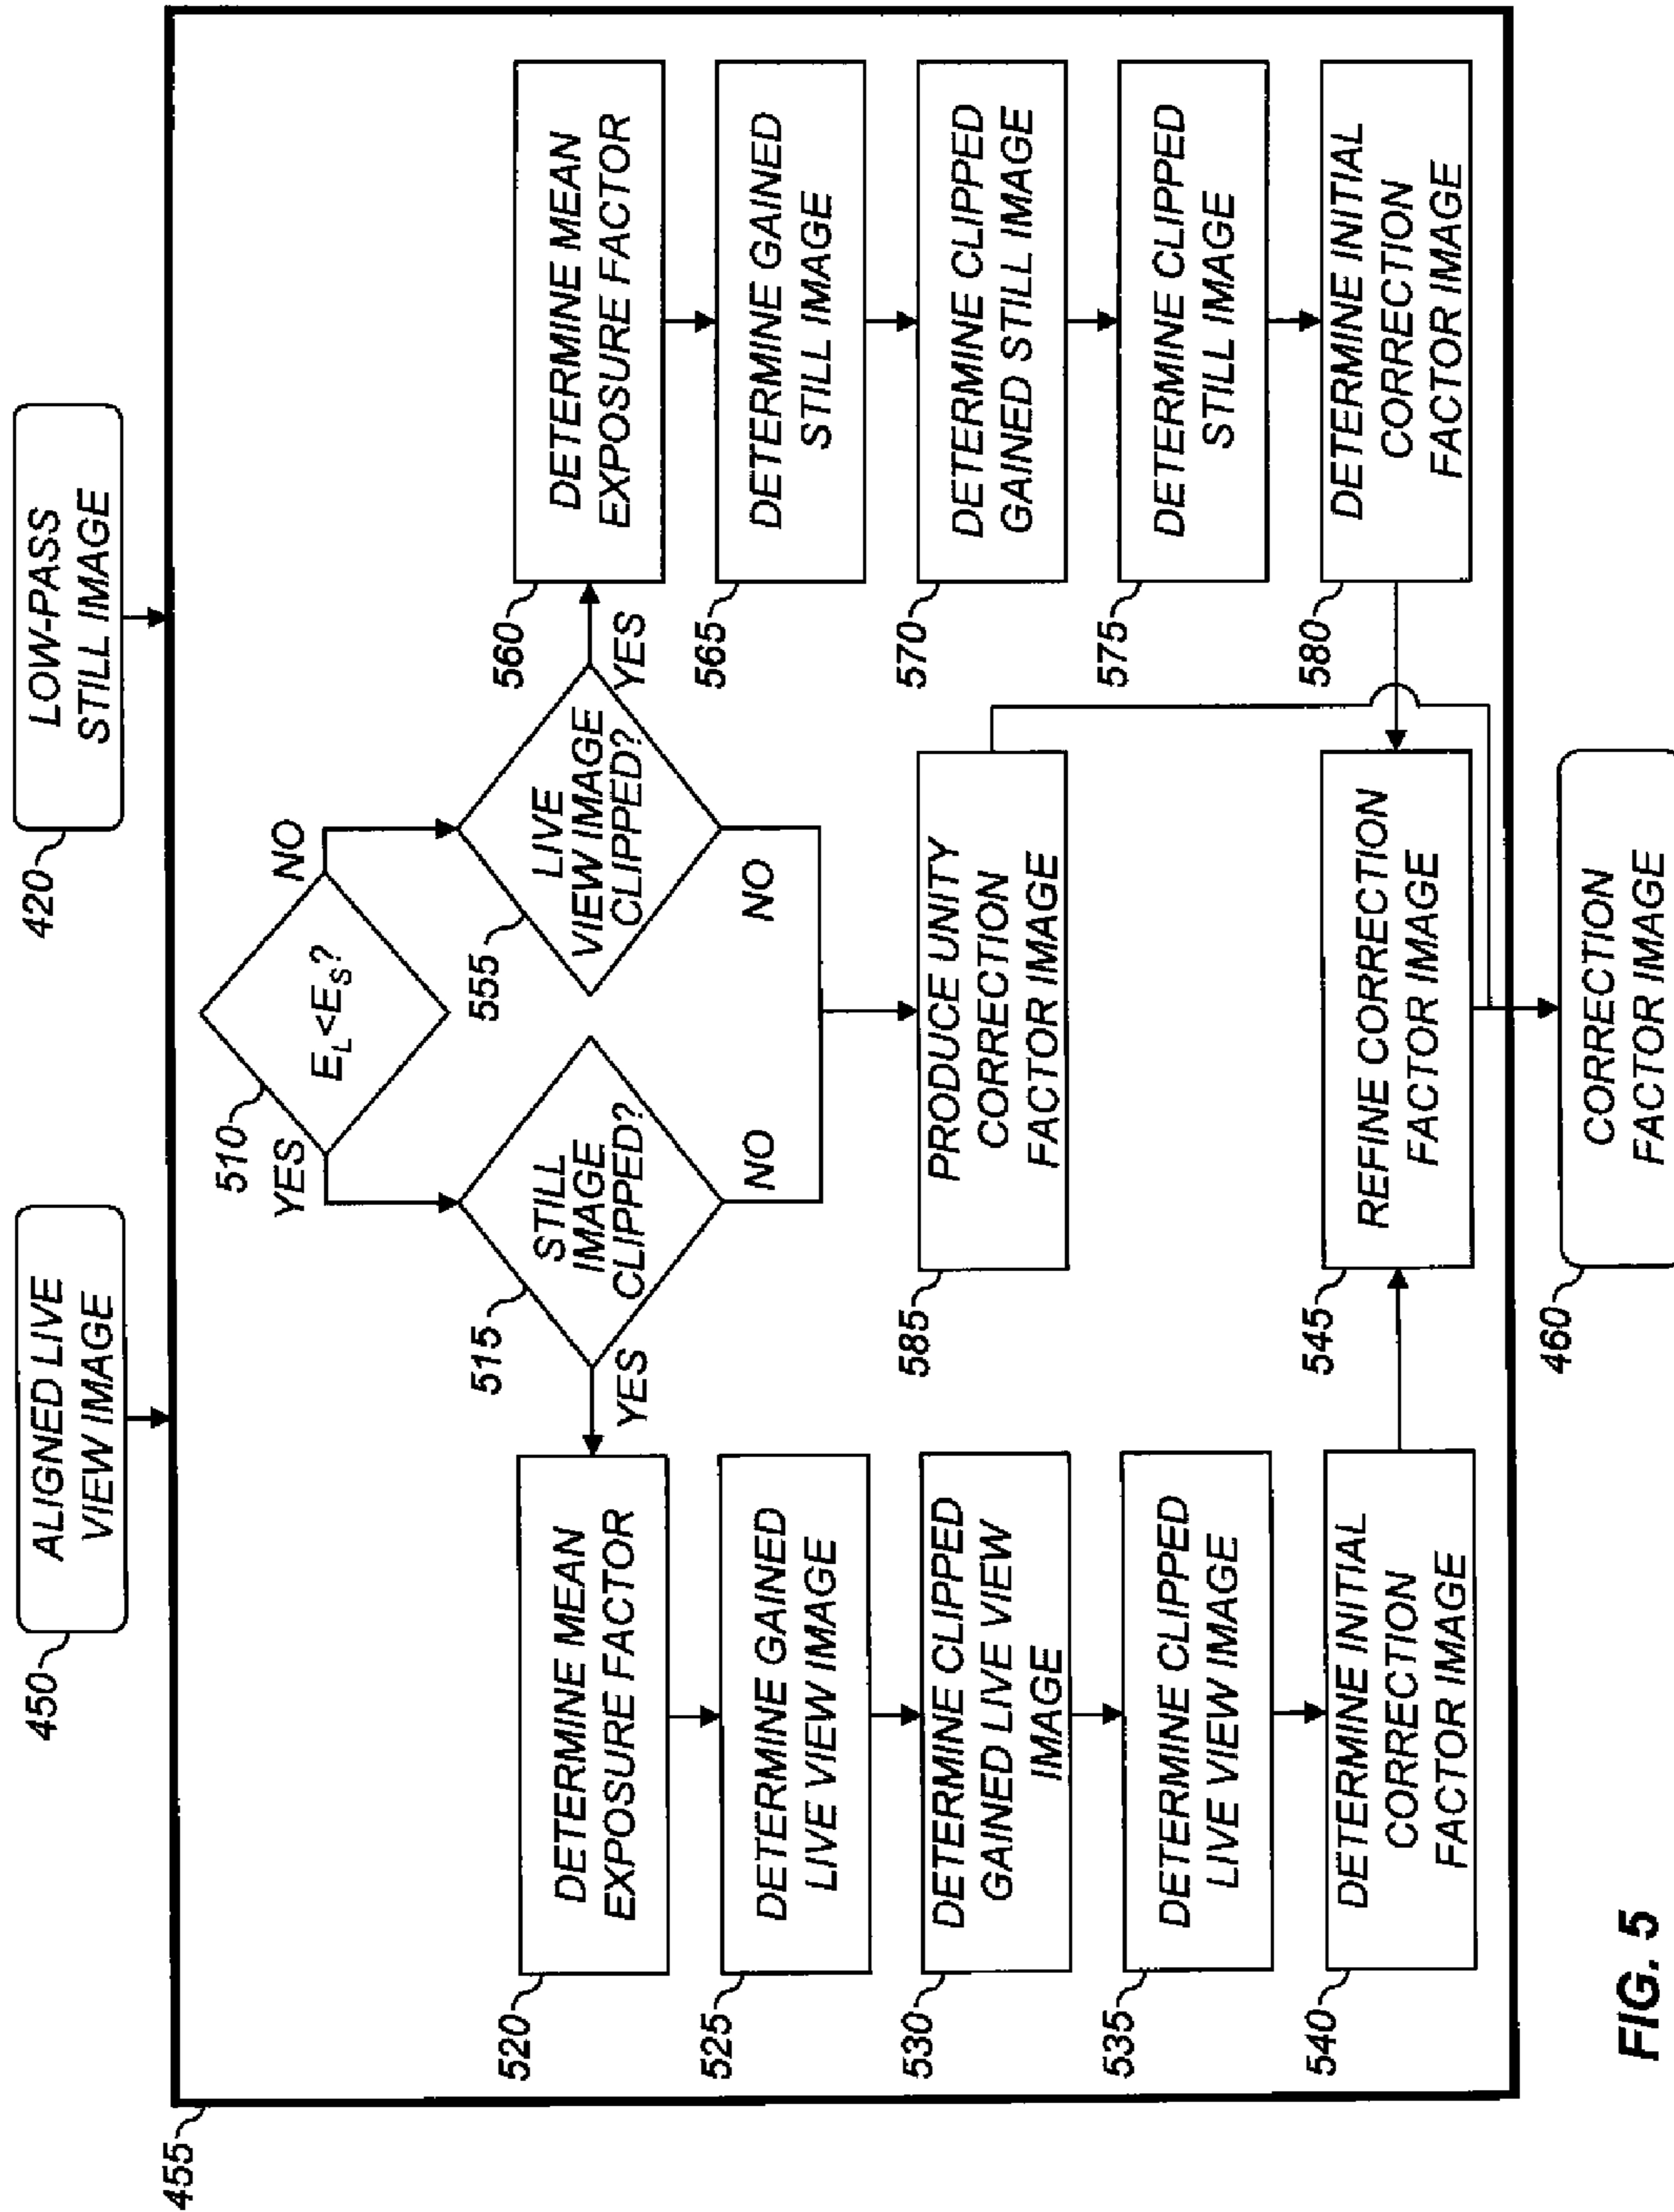 455
450
ALIGNED LIVE
VIEW IMAGE
420
LOW-PASS
STILL IMAGE
510
E_L <E_S?
YES
NO
515
STILL
IMAGE
CLIPPED?
YES
NO
555
LIVE
VIEW IMAGE
CLIPPED?
YES
NO
520
DETERMINE MEAN
EXPOSURE FACTOR
525
DETERMINE GAINED
LIVE VIEW IMAGE
530
DETERMINE CLIPPED
GAINED LIVE VIEW
IMAGE
535
DETERMINE CLIPPED
LIVE VIEW IMAGE
540
DETERMINE INITIAL
CORRECTION
FACTOR IMAGE
585
PRODUCE UNITY
CORRECTION
FACTOR IMAGE
545
REFINE CORRECTION
FACTOR IMAGE
560
DETERMINE MEAN
EXPOSURE FACTOR
565
DETERMINE GAINED
STILL IMAGE
570
DETERMINE CLIPPED
GAINED STILL IMAGE
575
DETERMINE CLIPPED
STILL IMAGE
580
DETERMINE INITIAL
CORRECTION
FACTOR IMAGE
460
CORRECTION
FACTOR IMAGE
FIG. 5